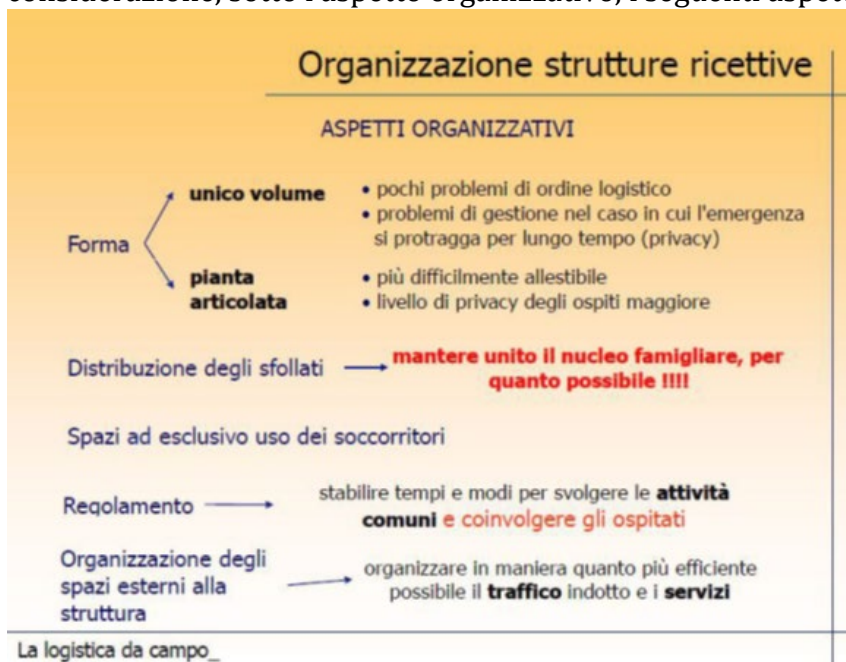 Organizzazione strutture ricettive
ASPETTI ORGANIZZATIVI
Forma
unico volume
• pochi problemi di ordine logistico
• problemi di gestione nel caso in cui l'emergenza
si protragga per lungo tempo (privacy)
pianta
articolata
• più difficilmente allestibile
• livello di privacy degli ospiti maggiore
Distribuzione degli sfollati
mantere unito il nucleo famigliare, per
quanto possibile !!!!
Spazi ad esclusivo uso dei soccorritori
Regolamento
stabilire tempi e modi per svolgere le attività
comuni e coinvolgere gli ospitati
Organizzazione degli
spazi esterni alla
struttura
organizzare in maniera quanto più efficiente
possibile il traffico indotto e i servizi
La logistica da campo_